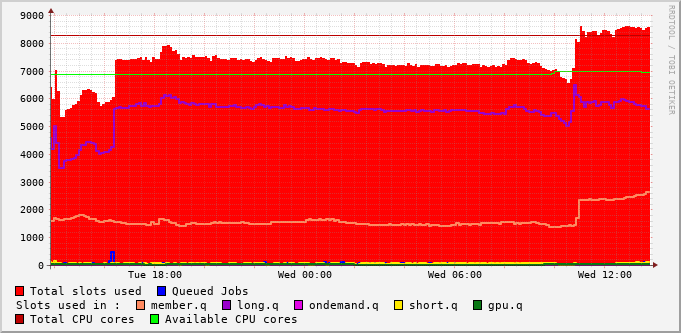 9000
8000
7000
6000
5000
4000
3000
2000
1000
0
Tue 18:00 Wed 00:00 Wed 06:00 Wed 12:00
RRDTOOL / TOBI OETIKER
Total slots used Queued Jobs
Slots used in : member.q long.q ondemand.q short.q gpu.q
Total CPU cores Available CPU cores